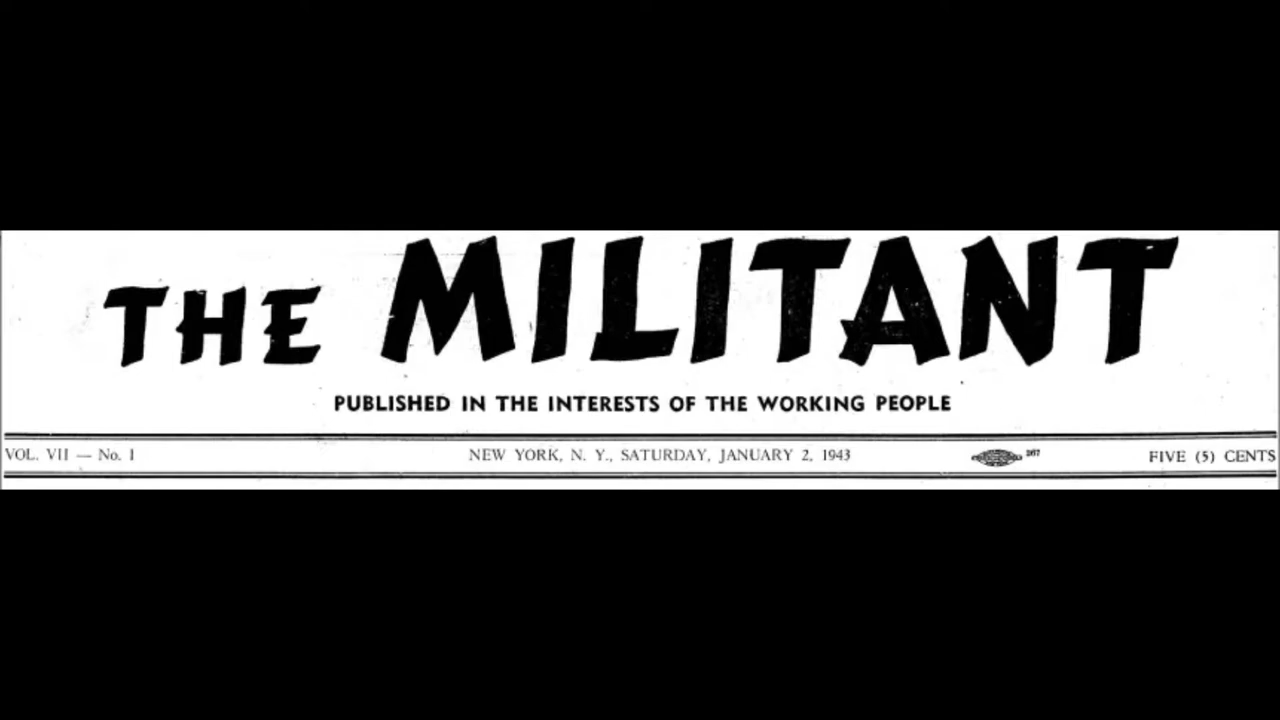 THE MILITANT
PUBLISHED IN THE INTERESTS OF THE WORKING PEOPLE
VOL. VII — No. 1 NEW YORK, N. Y., SATURDAY, JANUARY 2, 1943 267 FIVE (5) CENTS